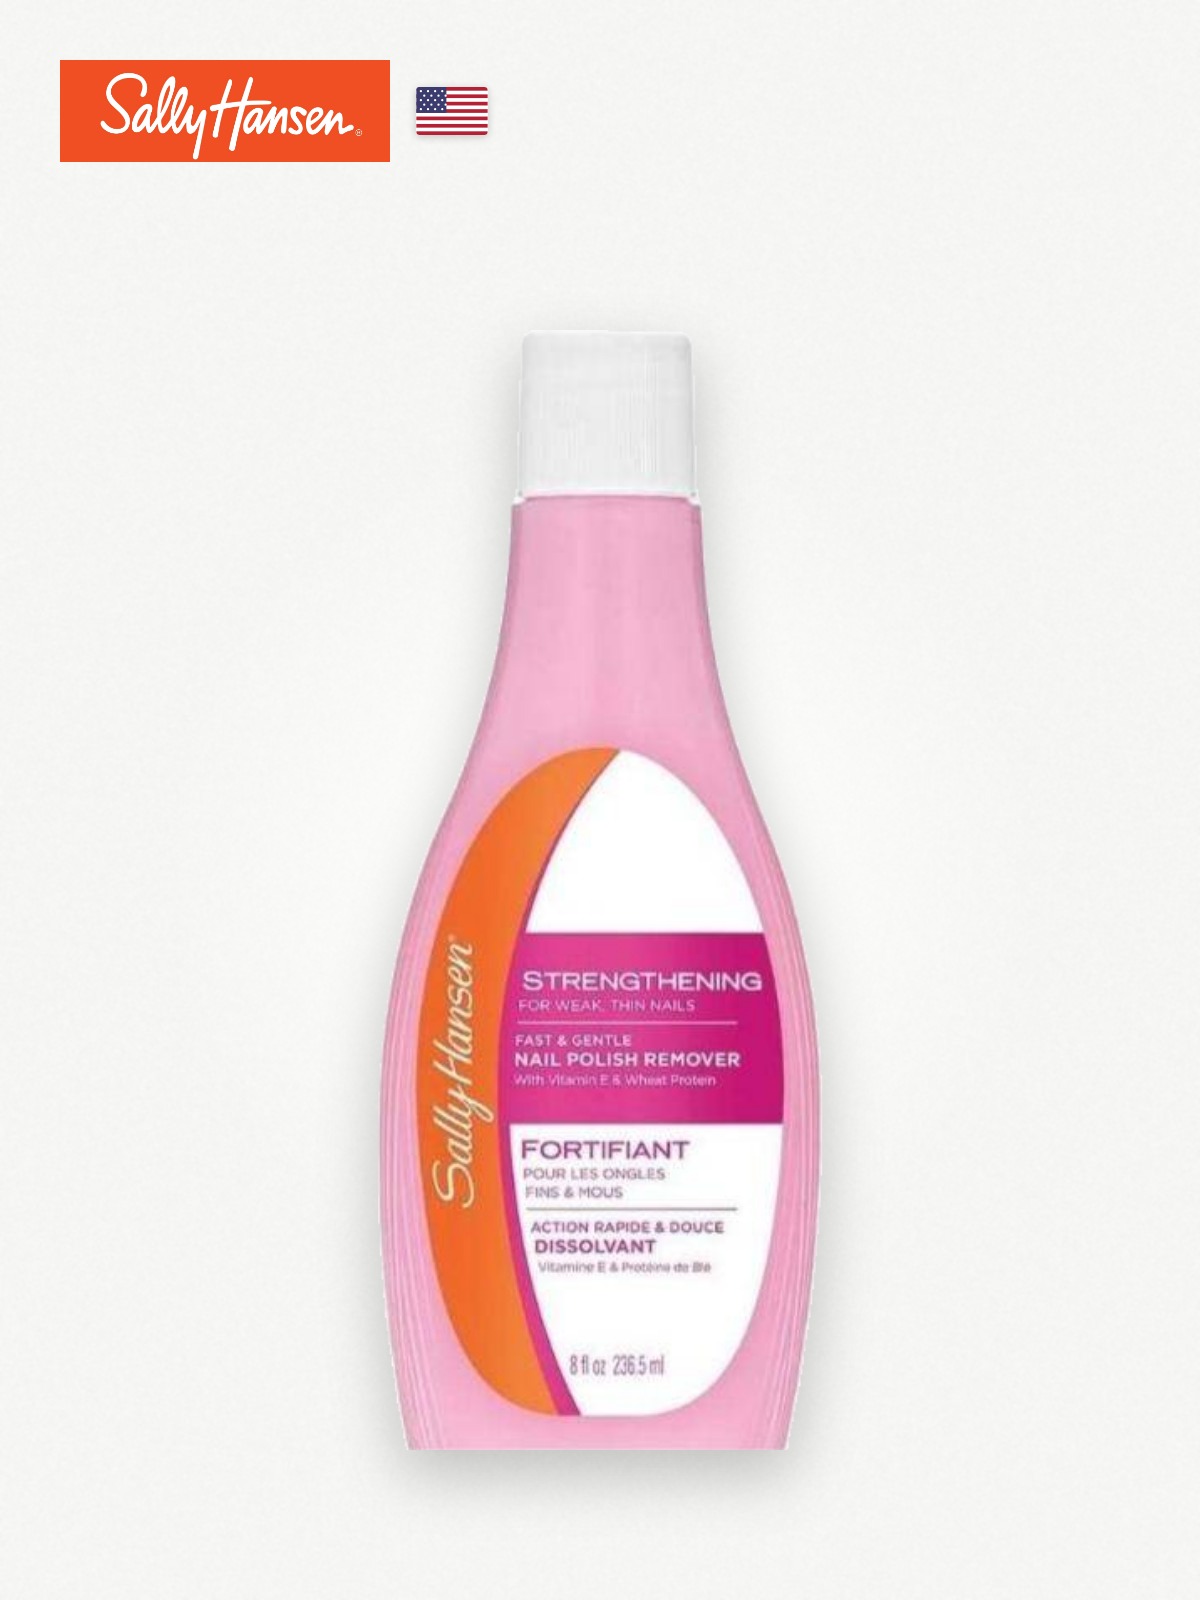 Sally Hansen®
Sally Hansen®
STRENGTHENING
FOR WEAK, THIN NAILS
FAST & GENTLE
NAIL POLISH REMOVER
With Vitamin E & Wheat Protein
FORTIFIANT
POUR LES ONGLES
FINS & MOUS
ACTION RAPIDE & DOUCE
DISSOLVANT
Vitamine E & Protéine de Blé
8 fl oz 236.5 ml